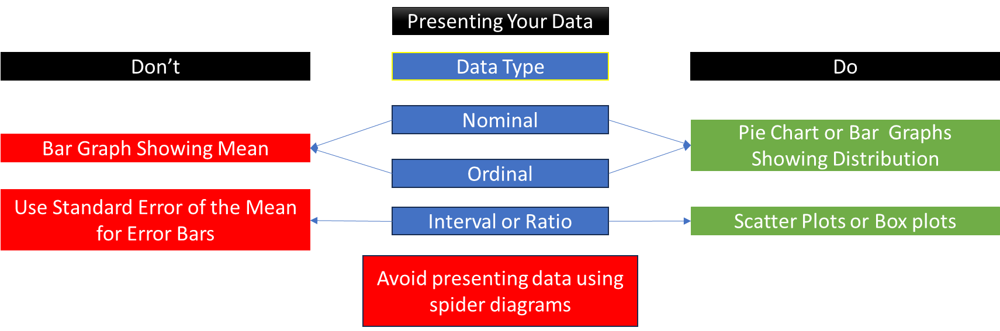 Presenting Your Data
Don’t
Data Type
Do
Nominal
Bar Graph Showing Mean
Pie Chart or Bar  Graphs
Showing Distribution
Ordinal
Use Standard Error of the Mean
for Error Bars
Interval or Ratio
Scatter Plots or Box plots
Avoid presenting data using
spider diagrams